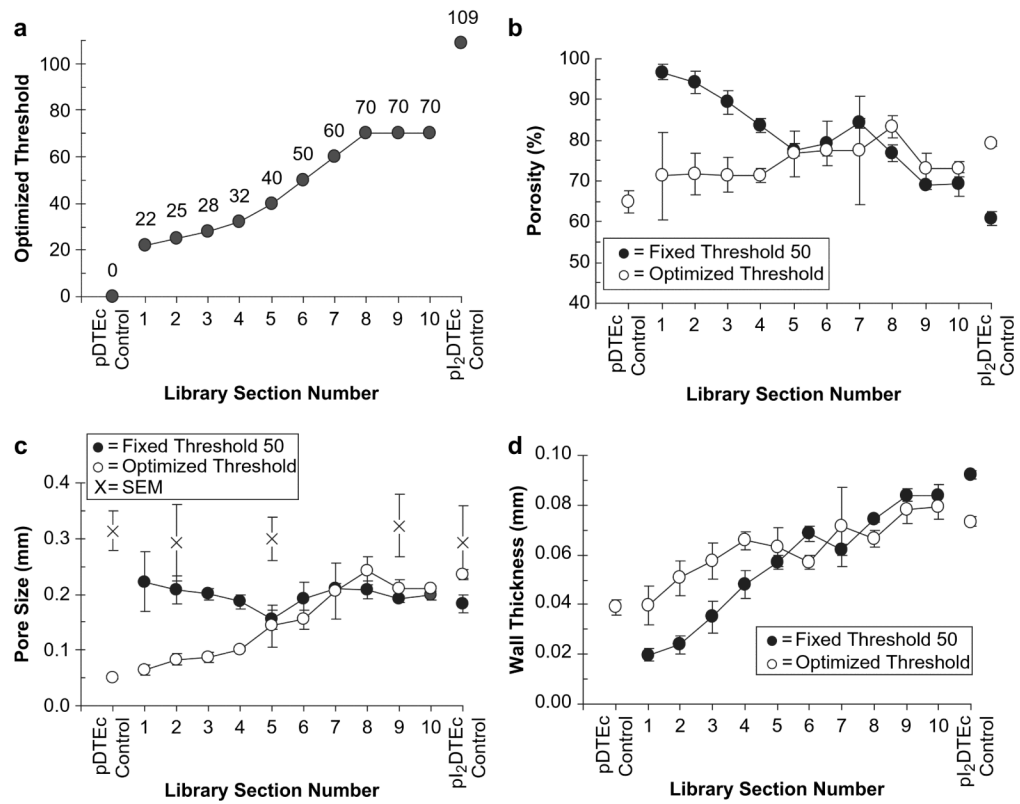 a
Optimized Threshold
100
80
60
40
20
0
0
22
25
28
32
40
50
60
70
70
70
109
pDTEc Control
1 2 3 4 5 6 7 8 9 10
pI₂DTEc Control
Library Section Number
b
Porosity (%)
100
90
80
70
60
50
40
● = Fixed Threshold 50
○ = Optimized Threshold
pDTEc Control
1 2 3 4 5 6 7 8 9 10
pI₂DTEc Control
Library Section Number
c
● = Fixed Threshold 50
○ = Optimized Threshold
X = SEM
Pore Size (mm)
0.4
0.3
0.2
0.1
0.0
pDTEc Control
1 2 3 4 5 6 7 8 9 10
pI₂DTEc Control
Library Section Number
d
Wall Thickness (mm)
0.10
0.08
0.06
0.04
0.02
0.00
● = Fixed Threshold 50
○ = Optimized Threshold
pDTEc Control
1 2 3 4 5 6 7 8 9 10
pI₂DTEc Control
Library Section Number